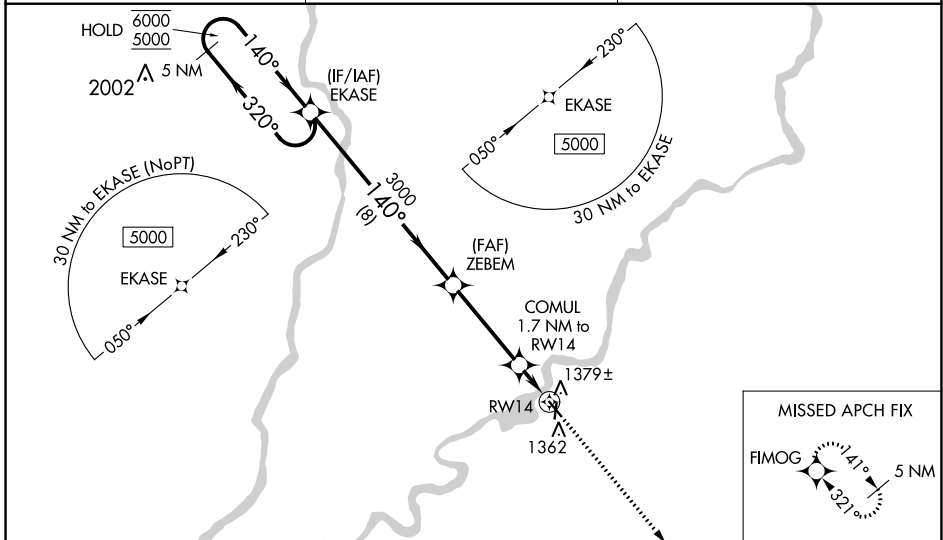 HOLD
6000
5000
140°
5 NM
320°
2002
(IF/IAF)
EKASE
230°
EKASE
5000
050°
30 NM to EKASE
30 NM to EKASE (NoPT)
5000
230°
EKASE
050°
3000
140°
(8)
(FAF)
ZEBEM
COMUL
1.7 NM to
RW14
1379±
RW14
1362
MISSED APCH FIX
FIMOG
141°
5 NM
321°